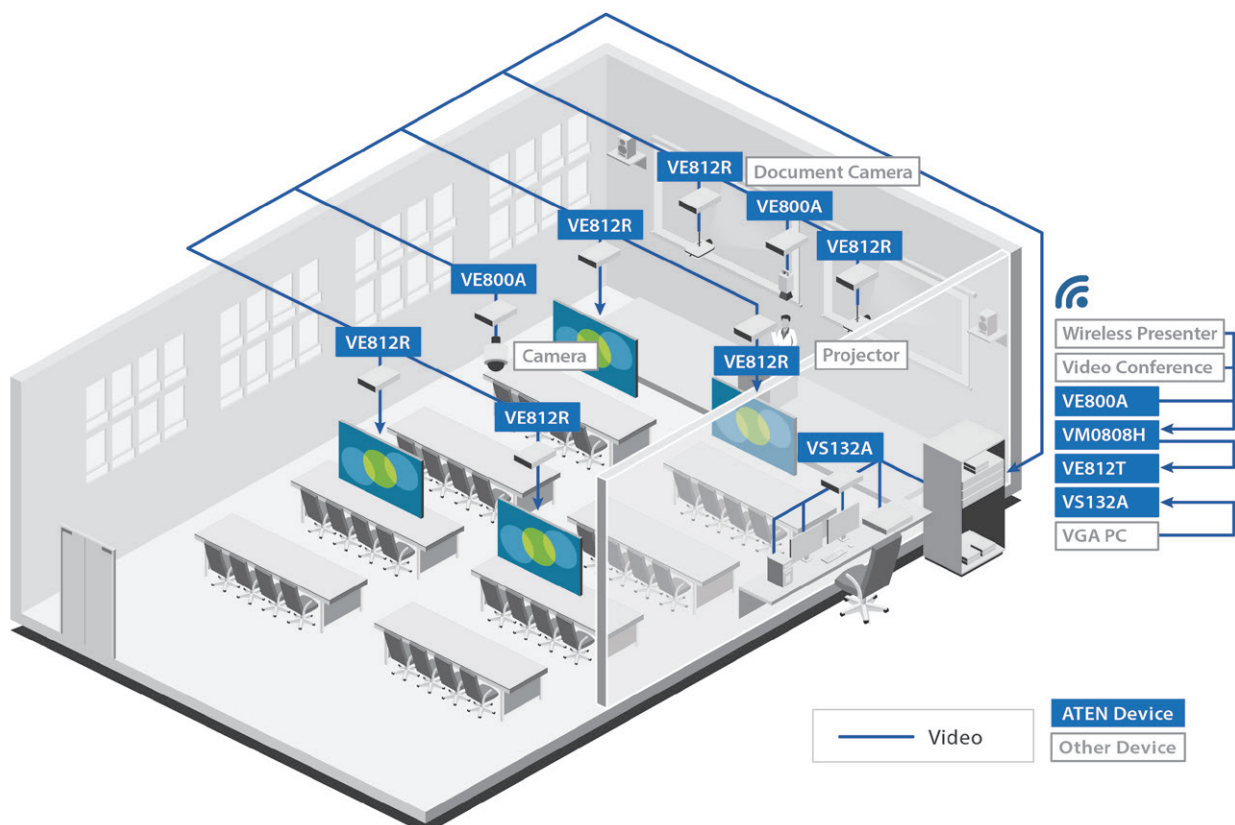 VE812R
Document Camera
VE800A
VE812R
VE812R
VE800A
VE812R
Camera
VE812R
Projector
VE812R
VS132A
Wireless Presenter
Video Conference
VE800A
VM0808H
VE812T
VS132A
VGA PC
Video
ATEN Device
Other Device